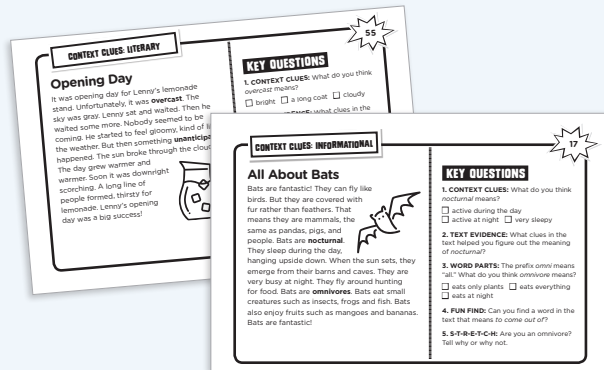 CONTEXT CLUES: LITERARY
55
Opening Day
It was opening day for Lenny's lemonade
stand. Unfortunately, it was overcast. The
sky was gray. Lenny sat and waited. Then he
waited some more. Nobody seemed to be
coming. He started to feel gloomy, kind of
the weather. But then something
happened. The sun broke through the
The day grew warmer and
warmer. Soon it was downright
scorching. A long line of
people formed, thirsty for
lemonade. Lenny's opening
day was a big success!
KEY QUESTIONS
1. CONTEXT CLUES: What do you think
overcast means?
☐ bright ☐ a long coat ☐ cloudy
What clues in the
CONTEXT CLUES: INFORMATIONAL
17
All About Bats
Bats are fantastic! They can fly like
birds. But they are covered with
fur rather than feathers. That
means they are mammals, the
same as pandas, pigs, and
people. Bats are nocturnal.
They sleep during the day,
hanging upside down. When the sun sets, they
emerge from their barns and caves. They are
very busy at night. They fly around hunting
for food. Bats are omnivores. Bats eat small
creatures such as insects, frogs and fish. Bats
also enjoy fruits such as mangoes and bananas.
Bats are fantastic!
KEY QUESTIONS
1. CONTEXT CLUES: What do you think
nocturnal means?
☐ active during the day
☐ active at night ☐ very sleepy
2. TEXT EVIDENCE: What clues in the
text helped you figure out the meaning
of nocturnal?
3. WORD PARTS: The prefix omni means
"all." What do you think omnivore means?
☐ eats only plants ☐ eats everything
☐ eats at night
4. FUN FIND: Can you find a word in the
text that means to come out of?
5. S-T-R-E-T-C-H: Are you an omnivore?
Tell why or why not.